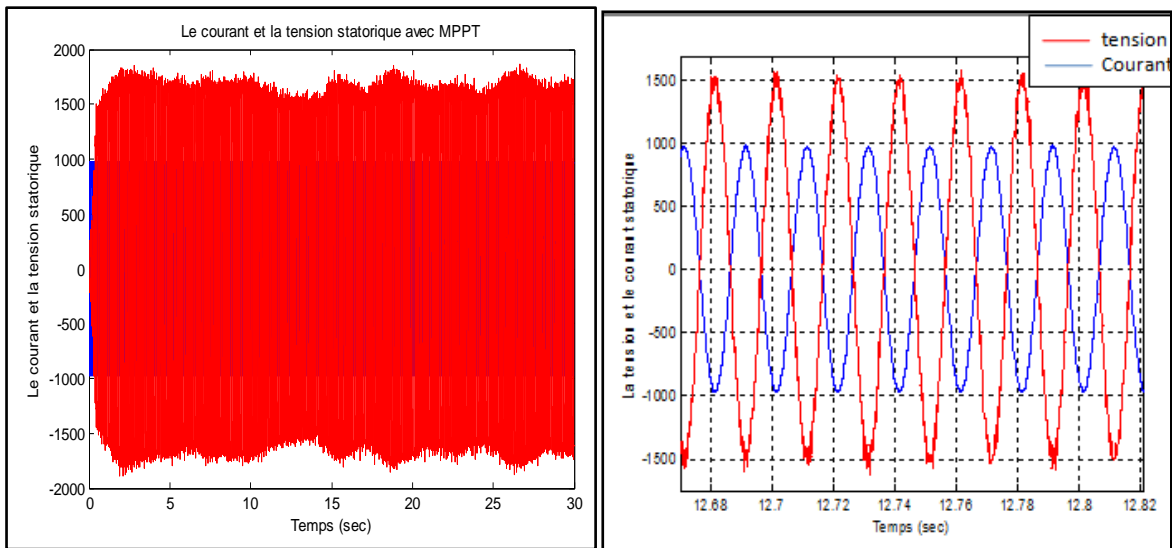 Le courant et la tension statorique avec MPPT
Le courant et la tension statorique
2000
1500
1000
500
0
-500
-1000
-1500
-2000
0 5 10 15 20 25 30
Temps (sec)
tension
Courant
La tension et le courant statorique
1500
1000
500
0
-500
-1000
-1500
12.68 12.7 12.72 12.74 12.76 12.78 12.8 12.82
Temps (sec)